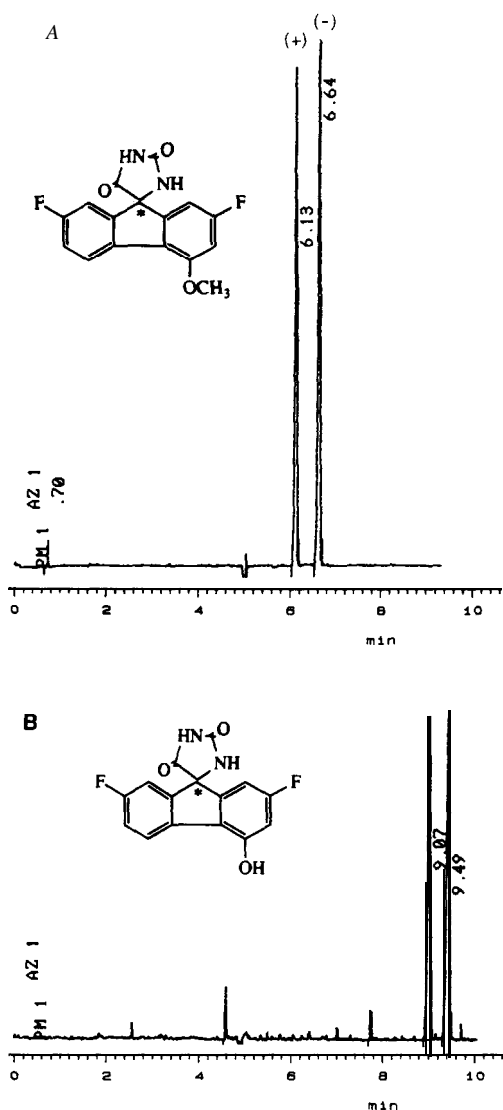 A
(+)
(-)
6.64
6.13
HN
O
O
NH
F
F
*
OCH3
PM 1 AZ 1
.70
0 2 4 6 8 10
min
B
HN
O
O
NH
F
F
*
OH
9.07
9.49
PM 1 AZ 1
0 2 4 6 8 10
min